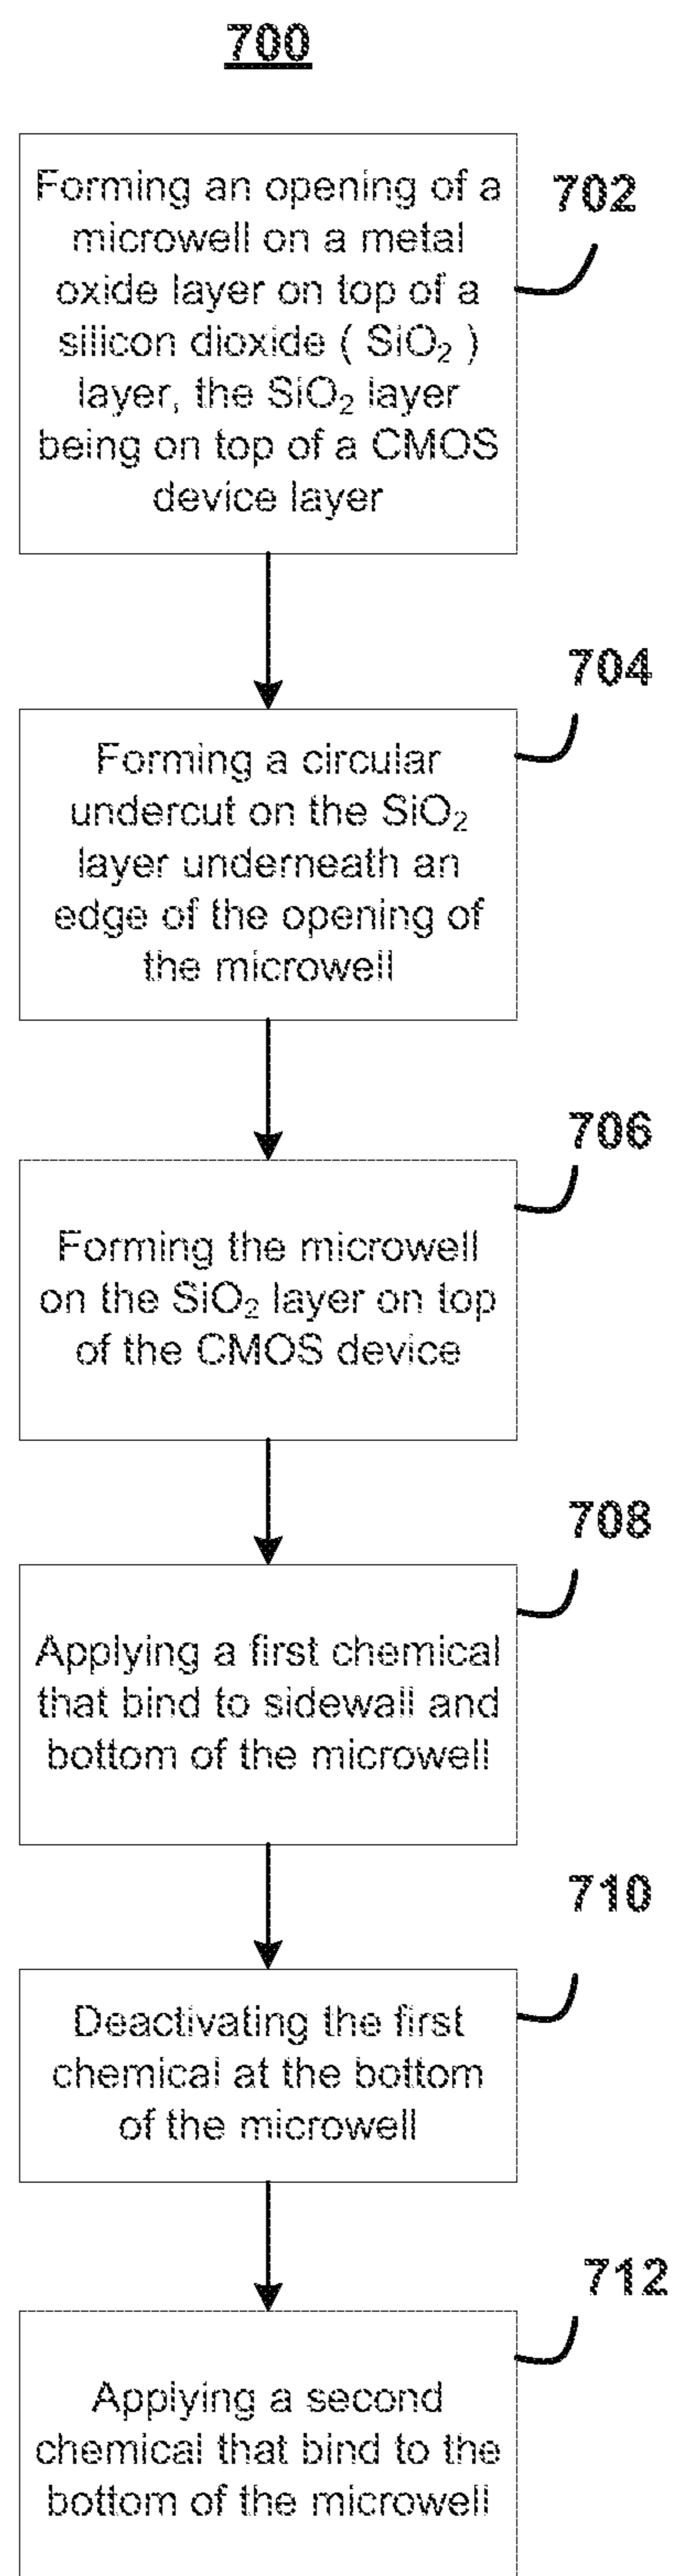 700
Forming an opening of a
microwell on a metal
oxide layer on top of a
silicon dioxide ( SiO₂ )
layer, the SiO₂ layer
being on top of a CMOS
device layer
702
Forming a circular
undercut on the SiO₂
layer underneath an
edge of the opening of
the microwell
704
Forming the microwell
on the SiO₂ layer on top
of the CMOS device
706
Applying a first chemical
that bind to sidewall and
bottom of the microwell
708
Deactivating the first
chemical at the bottom
of the microwell
710
Applying a second
chemical that bind to the
bottom of the microwell
712